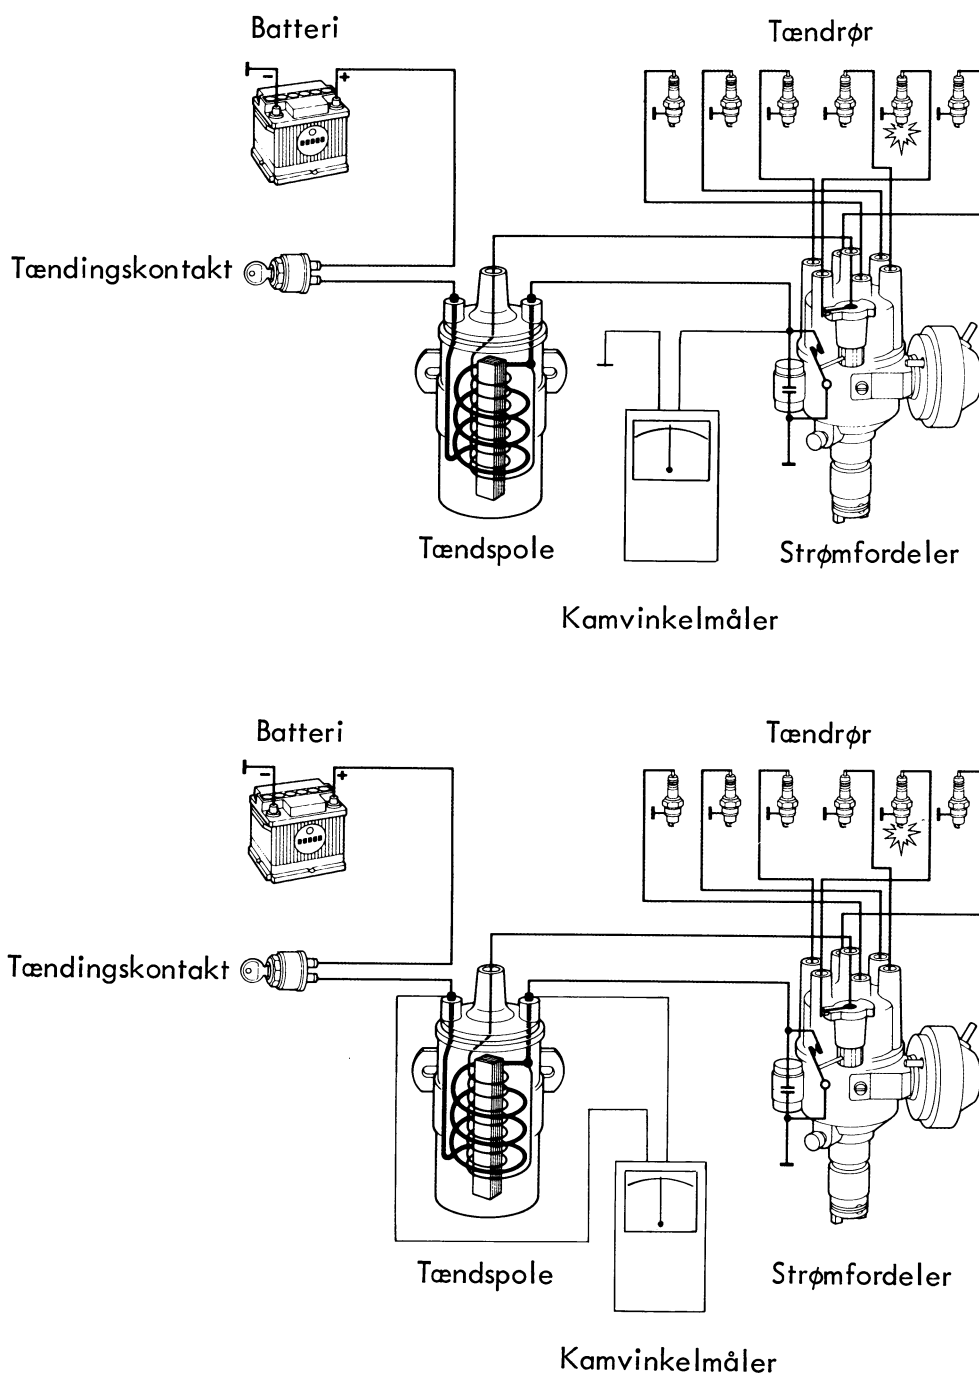 Batteri
Tændrør
Tændingskontakt
Tændspole
Strømfordeler
Kamvinkelmåler
Batteri
Tændrør
Tændingskontakt
Tændspole
Strømfordeler
Kamvinkelmåler